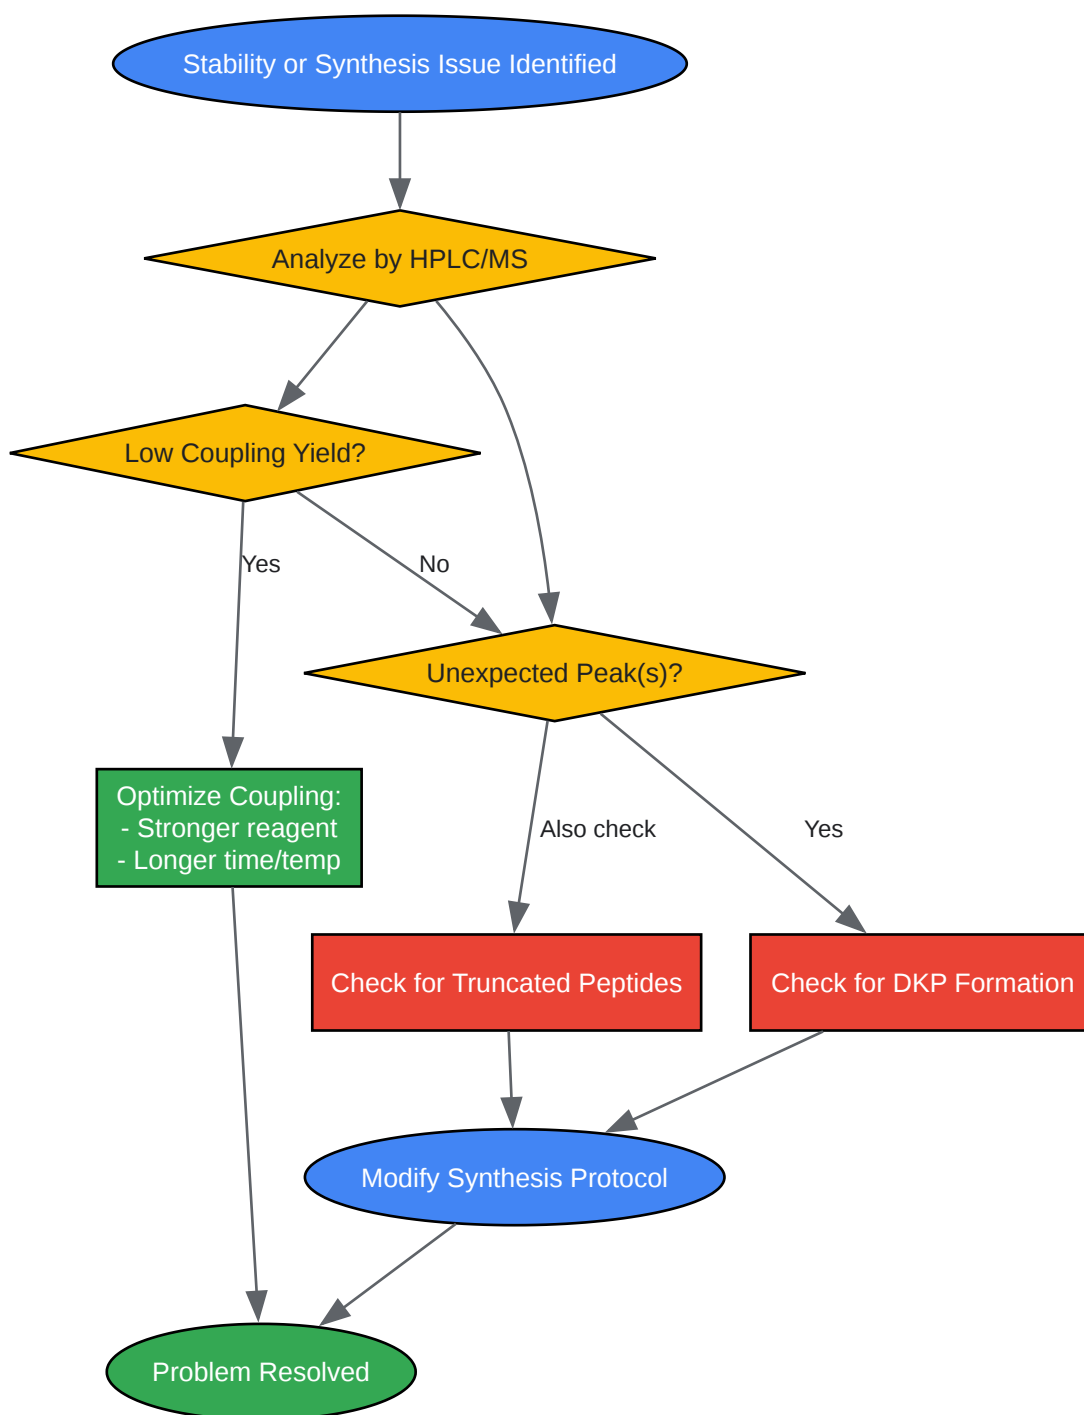 Stability or Synthesis Issue Identified
Analyze by HPLC/MS
Low Coupling Yield?
Yes
No
Unexpected Peak(s)?
Optimize Coupling:
- Stronger reagent
- Longer time/temp
Also check
Yes
Check for Truncated Peptides
Check for DKP Formation
Modify Synthesis Protocol
Problem Resolved